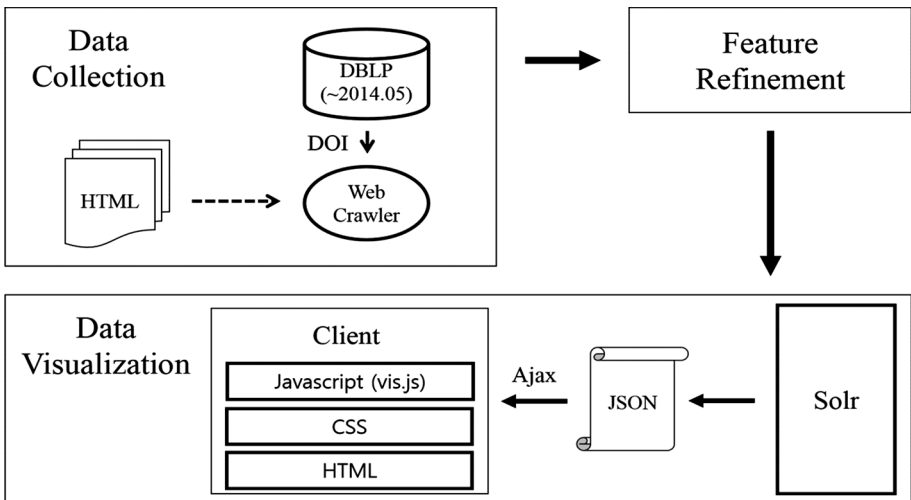 Data
Collection
DBLP
(~2014.05)
DOI
HTML
Web
Crawler
Feature
Refinement
Data
Visualization
Client
Javascript (vis.js)
CSS
HTML
Ajax
JSON
Solr